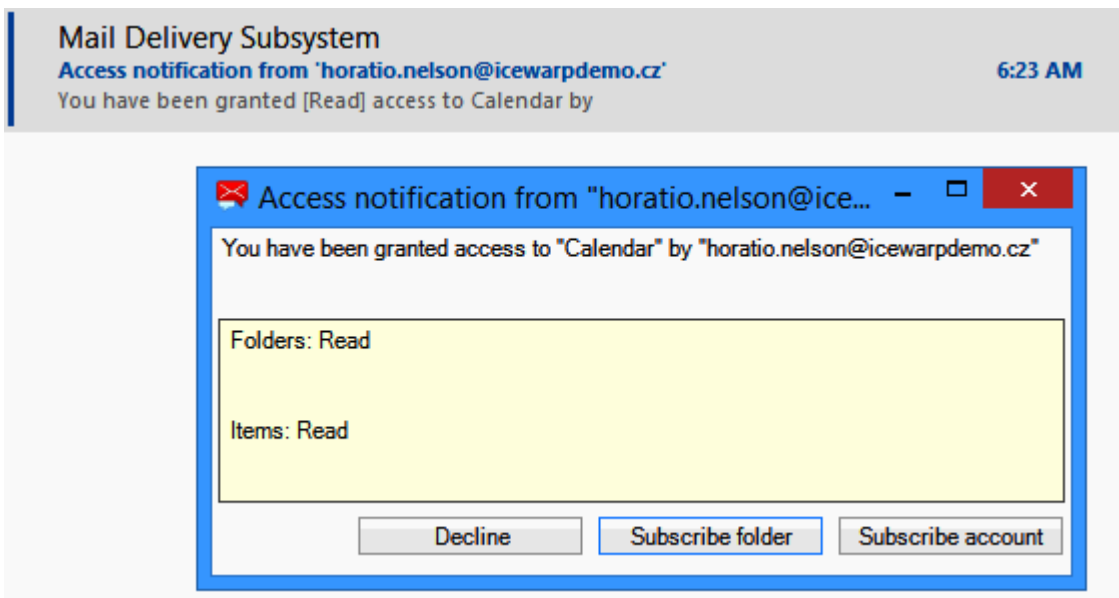 Mail Delivery Subsystem
Access notification from 'horatio.nelson@icewarpdemo.cz' 6:23 AM
You have been granted [Read] access to Calendar by
Access notification from "horatio.nelson@ice...
You have been granted access to "Calendar" by "horatio.nelson@icewarpdemo.cz"
Folders: Read
Items: Read
Decline Subscribe folder Subscribe account